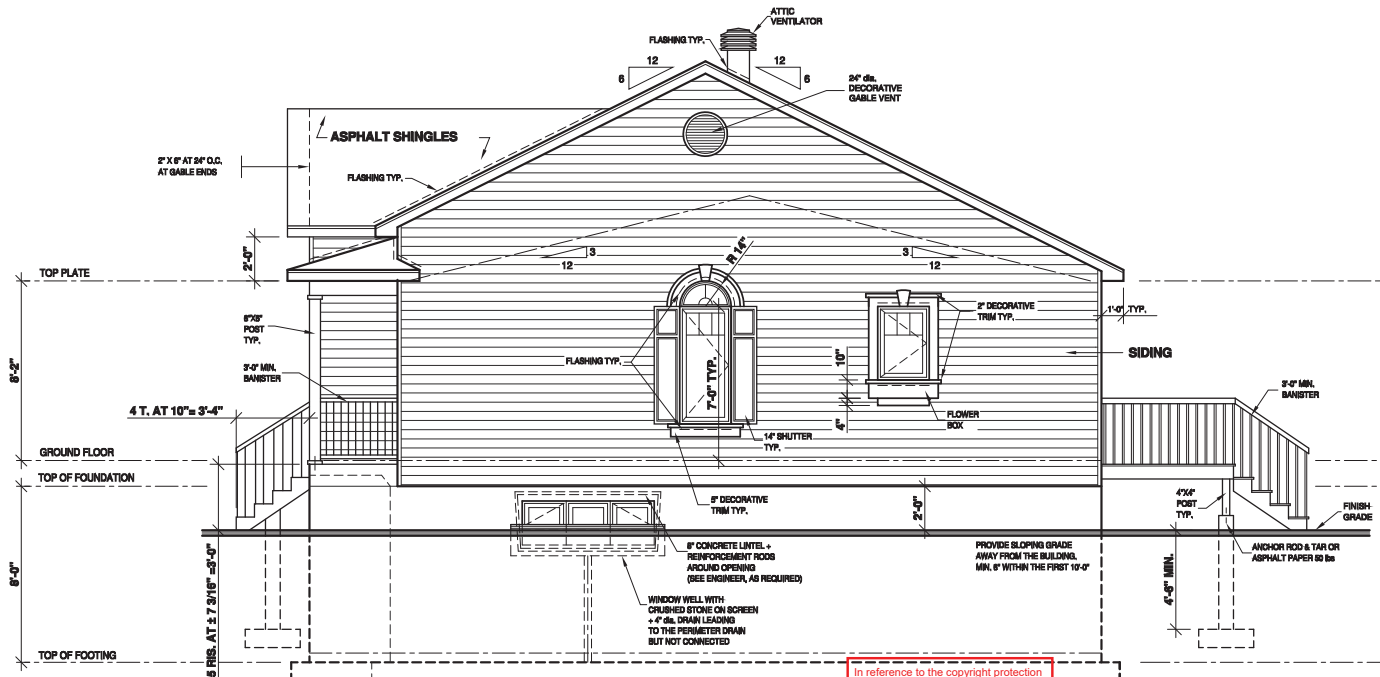 ATTIC
VENTILATOR
FLASHING TYP.
12
6
12
6
24" dia.
DECORATIVE
GABLE VENT
ASPHALT SHINGLES
2" X 6" AT 24" O.C.
AT GABLE ENDS
FLASHING TYP.
2'-0"
3
12
R 14"
3
12
TOP PLATE
6"X6"
POST
TYP.
2" DECORATIVE
TRIM TYP.
1'-0" TYP.
8'-2"
FLASHING TYP.
7'-0" TYP.
10"
SIDING
3'-0" MIN.
BANISTER
3'-0" MIN.
BANISTER
4 T. AT 10"= 3'-4"
4"
FLOWER
BOX
14" SHUTTER
TYP.
GROUND FLOOR
TOP OF FOUNDATION
5" DECORATIVE
TRIM TYP.
2'-0"
4"X4"
POST
TYP.
FINISH
GRADE
8" CONCRETE LINTEL +
REINFORCEMENT RODS
AROUND OPENING
(SEE ENGINEER, AS REQUIRED)
PROVIDE SLOPING GRADE
AWAY FROM THE BUILDING,
MIN. 6" WITHIN THE FIRST 10'-0"
ANCHOR ROD & TAR OR
ASPHALT PAPER 50 lbs
8'-0"
5 RIS. AT ± 7 3/16" =3'-0"
4'-6" MIN.
WINDOW WELL WITH
CRUSHED STONE ON SCREEN
+ 4" dia. DRAIN LEADING
TO THE PERIMETER DRAIN
BUT NOT CONNECTED
TOP OF FOOTING
In reference to the copyright protection